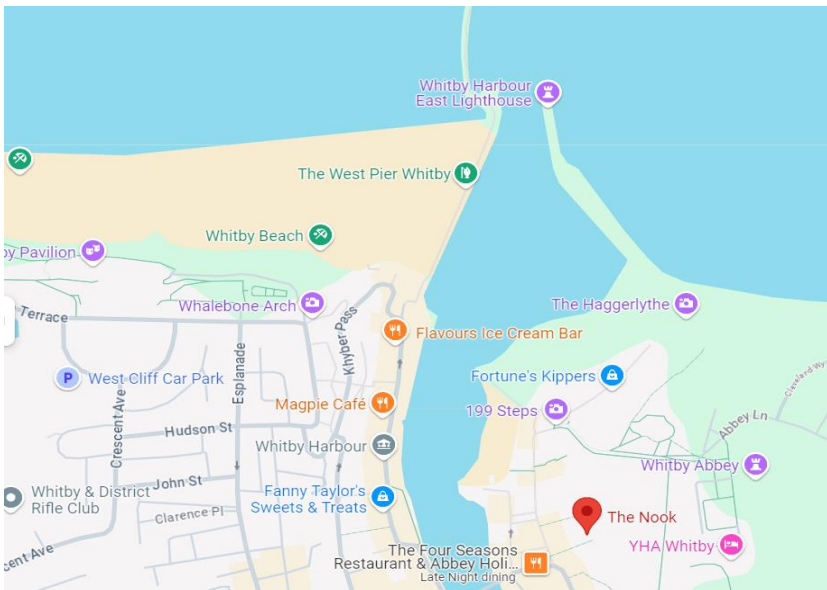 Whitby Harbour
East Lighthouse
The West Pier Whitby
Whitby Beach
by Pavilion
Whalebone Arch
The Haggerlythe
Terrace
Khyber Pass
Flavours Ice Cream Bar
West Cliff Car Park
P
Esplanade
Fortune's Kippers
Cleveland Wy
Magpie Café
199 Steps
Crescent Ave
Hudson St
Abbey Ln
Whitby Harbour
Whitby Abbey
John St
Whitby & District
Rifle Club
Fanny Taylor's
Sweets & Treats
Clarence Pl
The Nook
cent Ave
The Four Seasons
Restaurant & Abbey Holi...
Late Night dining
YHA Whitby